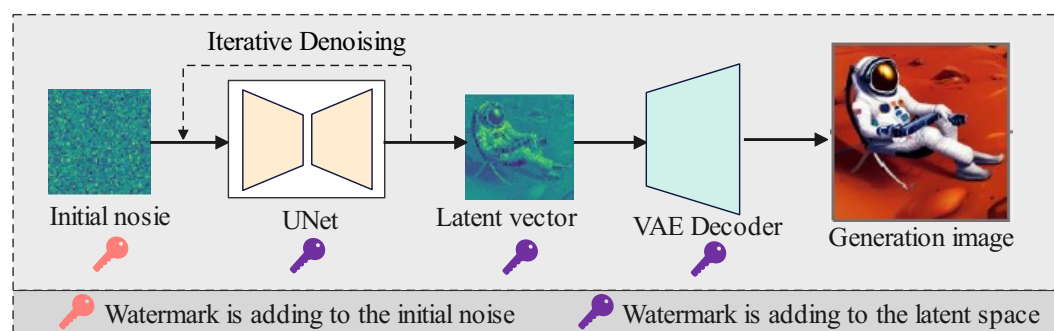 Iterative Denoising
Initial nosie
UNet
Latent vector
VAE Decoder
Generation image
Watermark is adding to the initial noise
Watermark is adding to the latent space